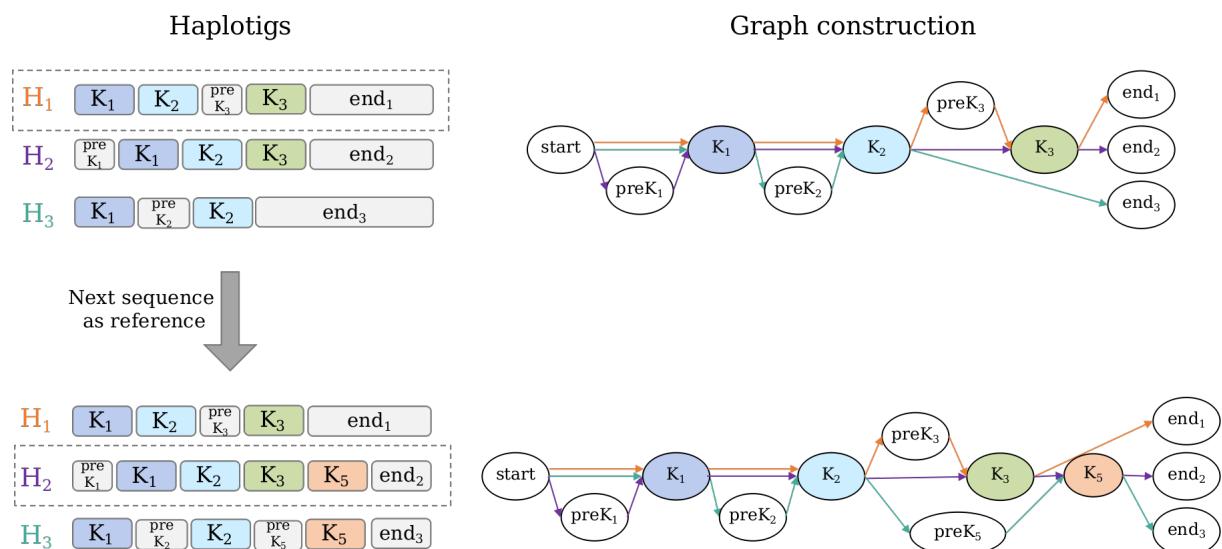 Haplotigs
Graph construction
H₁ K₁ K₂ pre K₃ K₃ end₁
H₂ pre K₁ K₁ K₂ K₃ end₂
H₃ K₁ pre K₂ K₂ end₃
start
preK₁
K₁
preK₂
K₂
preK₃
K₃
end₁
end₂
end₃
Next sequence
as reference
H₁ K₁ K₂ pre K₃ K₃ end₁
H₂ pre K₁ K₁ K₂ K₃ K₅ end₂
H₃ K₁ pre K₂ K₂ pre K₅ K₅ end₃
start
preK₁
K₁
preK₂
K₂
preK₃
preK₅
K₃
K₅
end₁
end₂
end₃